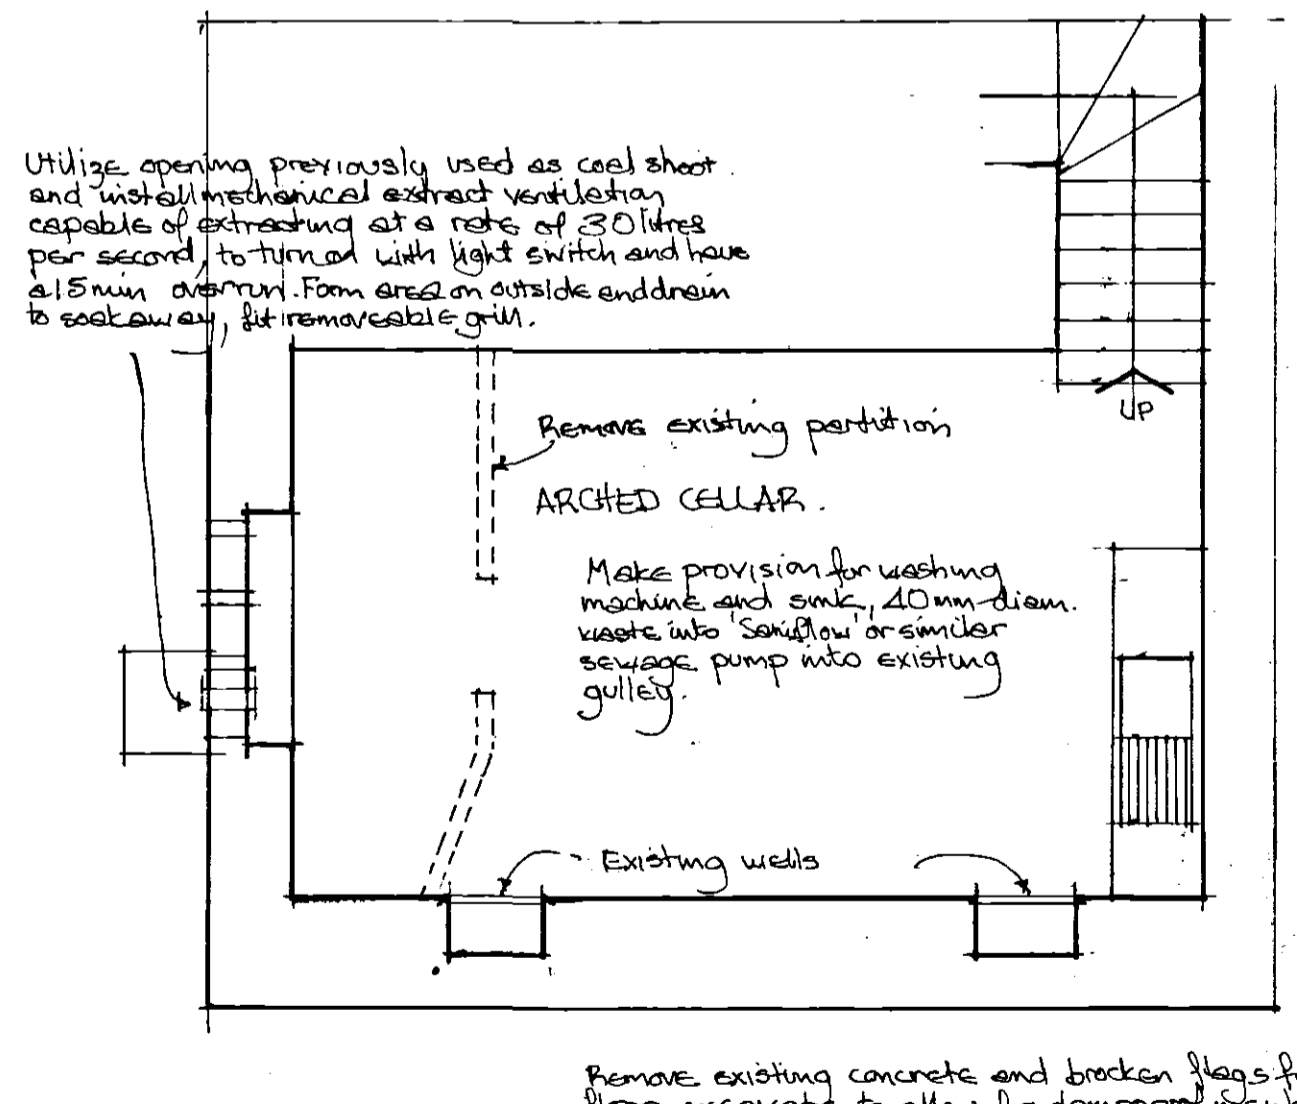 Utilize opening previously used as coal shoot.
and install mechanical extract ventilation
capable of extracting at a rate of 30 litres
per second, to turn on with light switch and have
a 15 min overrun. Form area on outside and drain
to soakaway, fit removeable grill.
UP
Remove existing partition
ARCHED CELLAR.
Make provision for washing
machine and sink, 40mm diam.
waste into 'Saniflow' or similar
sewage pump into existing
gulley.
Existing wells
Remove existing concrete and brocken flags